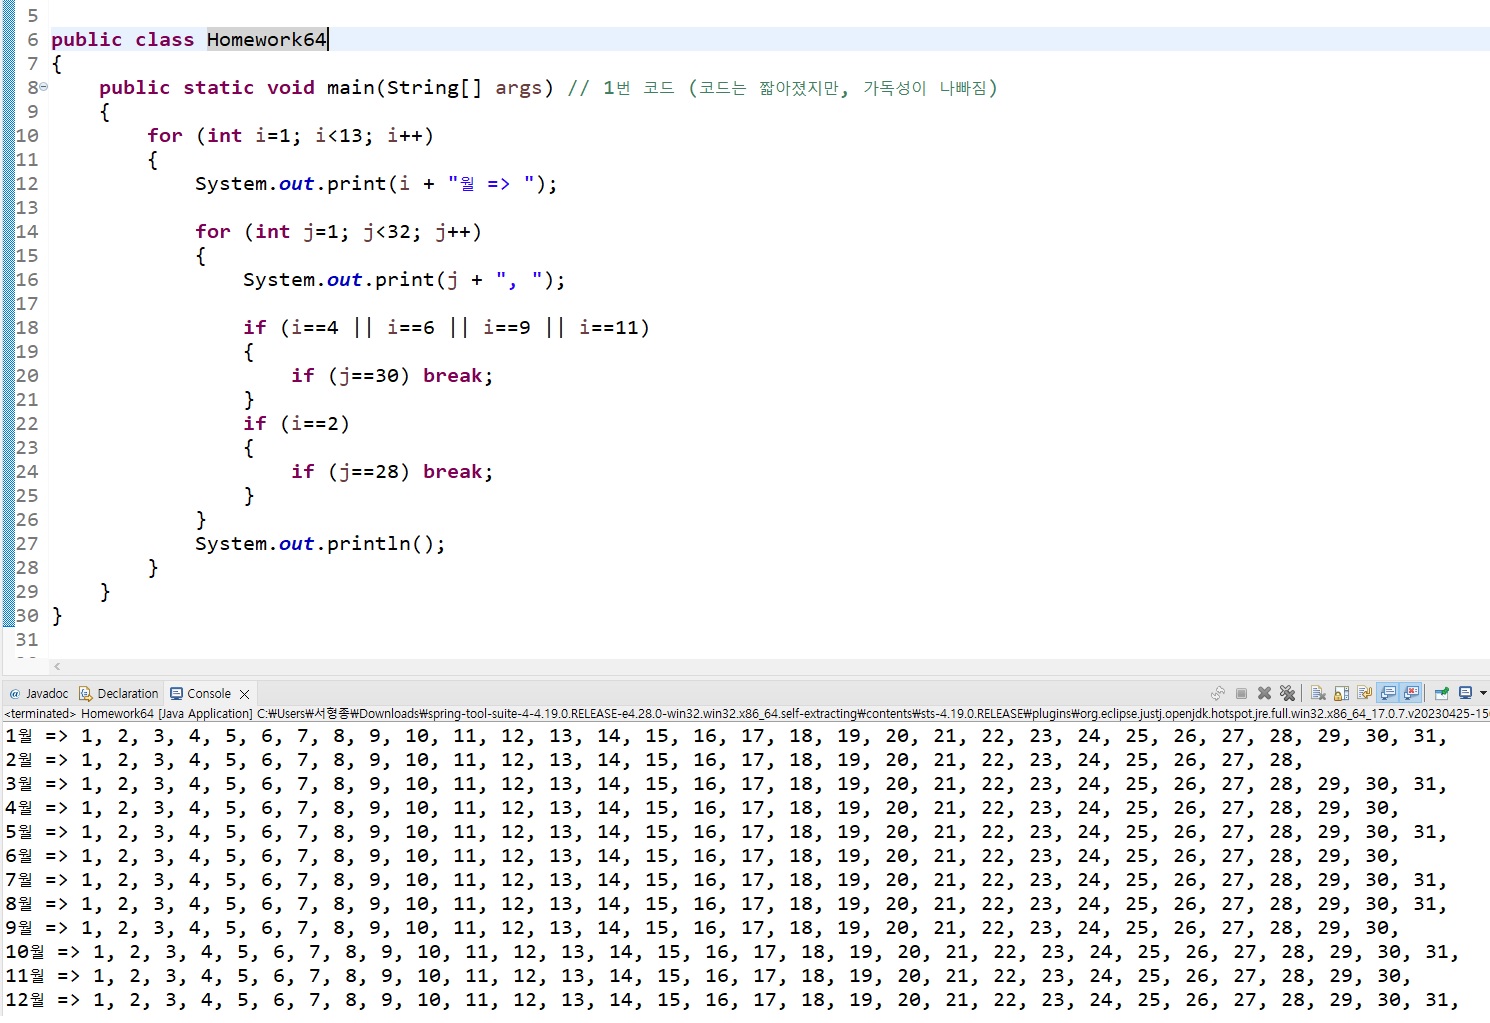 5
6 public class Homework64
7 {
8 public static void main(String[] args) // 1번 코드 (코드는 짧아졌지만, 가독성이 나빠짐)
9 {
10 for (int i=1; i<13; i++)
11 {
12 System.out.print(i + "월 => ");
13
14 for (int j=1; j<32; j++)
15 {
16 System.out.print(j + ", ");
17
18 if (i==4 || i==6 || i==9 || i==11)
19 {
20 if (j==30) break;
21 }
22 if (i==2)
23 {
24 if (j==28) break;
25 }
26 }
27 System.out.println();
28 }
29 }
30 }
31
@ Javadoc Declaration Console
<terminated> Homework64 [Java Application] C:₩Users₩서형종₩Downloads₩spring-tool-suite-4-4.19.0.RELEASE-e4.28.0-win32.win32.x86_64.self-extracting₩contents₩sts-4.19.0.RELEASE₩plugins₩org.eclipse.justj.openjdk.hotspot.jre.full.win32.x86_64_17.0.7.v20230425-15
1월 => 1, 2, 3, 4, 5, 6, 7, 8, 9, 10, 11, 12, 13, 14, 15, 16, 17, 18, 19, 20, 21, 22, 23, 24, 25, 26, 27, 28, 29, 30, 31,
2월 => 1, 2, 3, 4, 5, 6, 7, 8, 9, 10, 11, 12, 13, 14, 15, 16, 17, 18, 19, 20, 21, 22, 23, 24, 25, 26, 27, 28,
3월 => 1, 2, 3, 4, 5, 6, 7, 8, 9, 10, 11, 12, 13, 14, 15, 16, 17, 18, 19, 20, 21, 22, 23, 24, 25, 26, 27, 28, 29, 30, 31,
4월 => 1, 2, 3, 4, 5, 6, 7, 8, 9, 10, 11, 12, 13, 14, 15, 16, 17, 18, 19, 20, 21, 22, 23, 24, 25, 26, 27, 28, 29, 30,
5월 => 1, 2, 3, 4, 5, 6, 7, 8, 9, 10, 11, 12, 13, 14, 15, 16, 17, 18, 19, 20, 21, 22, 23, 24, 25, 26, 27, 28, 29, 30, 31,
6월 => 1, 2, 3, 4, 5, 6, 7, 8, 9, 10, 11, 12, 13, 14, 15, 16, 17, 18, 19, 20, 21, 22, 23, 24, 25, 26, 27, 28, 29, 30,
7월 => 1, 2, 3, 4, 5, 6, 7, 8, 9, 10, 11, 12, 13, 14, 15, 16, 17, 18, 19, 20, 21, 22, 23, 24, 25, 26, 27, 28, 29, 30, 31,
8월 => 1, 2, 3, 4, 5, 6, 7, 8, 9, 10, 11, 12, 13, 14, 15, 16, 17, 18, 19, 20, 21, 22, 23, 24, 25, 26, 27, 28, 29, 30, 31,
9월 => 1, 2, 3, 4, 5, 6, 7, 8, 9, 10, 11, 12, 13, 14, 15, 16, 17, 18, 19, 20, 21, 22, 23, 24, 25, 26, 27, 28, 29, 30,
10월 => 1, 2, 3, 4, 5, 6, 7, 8, 9, 10, 11, 12, 13, 14, 15, 16, 17, 18, 19, 20, 21, 22, 23, 24, 25, 26, 27, 28, 29, 30, 31,
11월 => 1, 2, 3, 4, 5, 6, 7, 8, 9, 10, 11, 12, 13, 14, 15, 16, 17, 18, 19, 20, 21, 22, 23, 24, 25, 26, 27, 28, 29, 30,
12월 => 1, 2, 3, 4, 5, 6, 7, 8, 9, 10, 11, 12, 13, 14, 15, 16, 17, 18, 19, 20, 21, 22, 23, 24, 25, 26, 27, 28, 29, 30, 31,